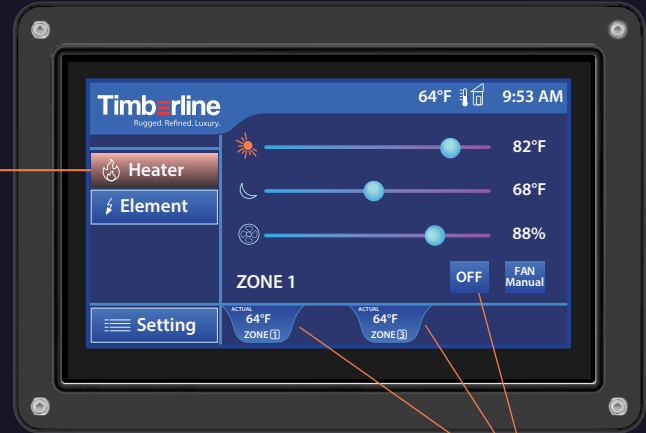 Timberline
Rugged. Refined. Luxury.
64°F
9:53 AM
Heater
Element
82°F
68°F
88%
ZONE 1
OFF
FAN
Manual
Setting
ACTUAL
64°F
ZONE 1
ACTUAL
64°F
ZONE 3